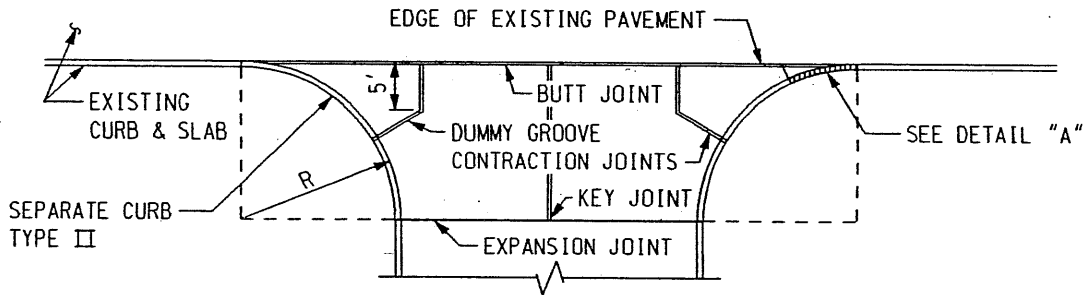 EDGE OF EXISTING PAVEMENT
5'
EXISTING
CURB & SLAB
BUTT JOINT
DUMMY GROOVE
CONTRACTION JOINTS
SEE DETAIL "A"
R
KEY JOINT
SEPARATE CURB
TYPE II
EXPANSION JOINT